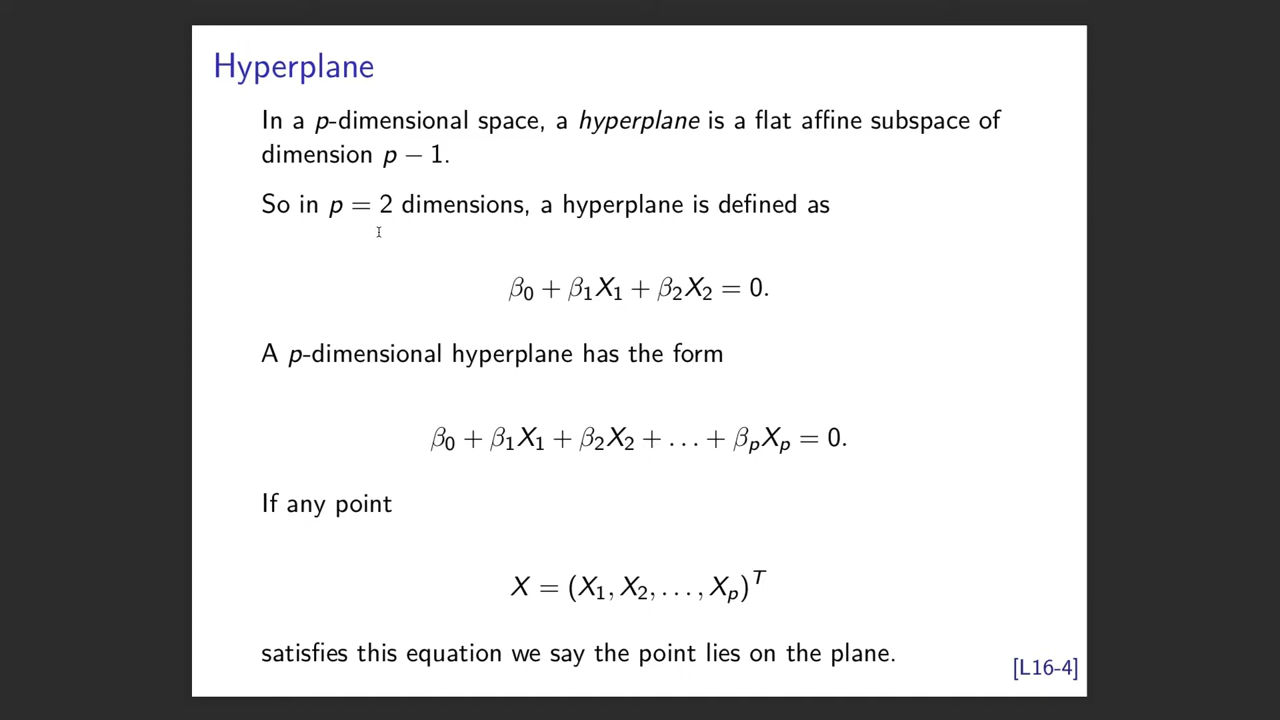 Hyperplane
In a p-dimensional space, a hyperplane is a flat affine subspace of
dimension p − 1.
So in p = 2 dimensions, a hyperplane is defined as
β₀ + β₁X₁ + β₂X₂ = 0.
A p-dimensional hyperplane has the form
β₀ + β₁X₁ + β₂X₂ + . . . + βₚXₚ = 0.
If any point
X = (X₁, X₂, . . . , Xₚ)ᵀ
satisfies this equation we say the point lies on the plane.
[L16-4]